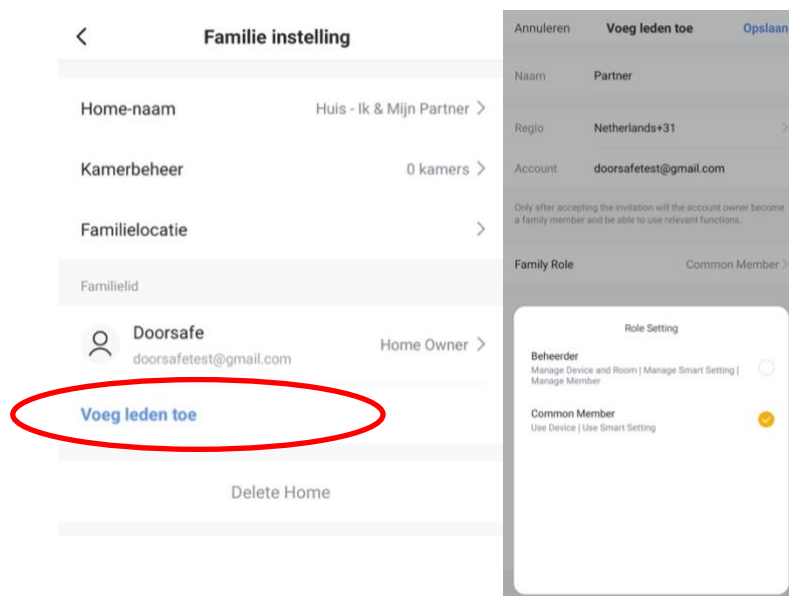 Familie instelling
Home-naam Huis - Ik & Mijn Partner
Kamerbeheer 0 kamers
Familielocatie
Familielid
Doorsafe
doorsafetest@gmail.com
Home Owner
Voeg leden toe
Delete Home
Annuleren Voeg leden toe Opslaan
Naam Partner
Regio Netherlands+31
Account doorsafetest@gmail.com
Only after accepting the invitation will the account owner become
a family member and be able to use relevant functions.
Family Role Common Member
Role Setting
Beheerder
Manage Device and Room | Manage Smart Setting |
Manage Member
Common Member
Use Device | Use Smart Setting